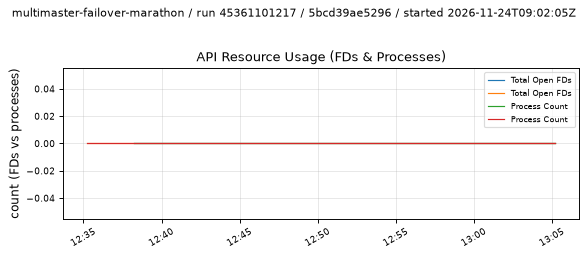 multimaster-failover-marathon / run 45361101217 / 5bcd39ae5296 / started 2026-11-24T09:02:05Z
API Resource Usage (FDs & Processes)
count (FDs vs processes)
0.04
0.02
0.00
−0.02
−0.04
Total Open FDs
Total Open FDs
Process Count
Process Count
12:35
12:40
12:45
12:50
12:55
13:00
13:05